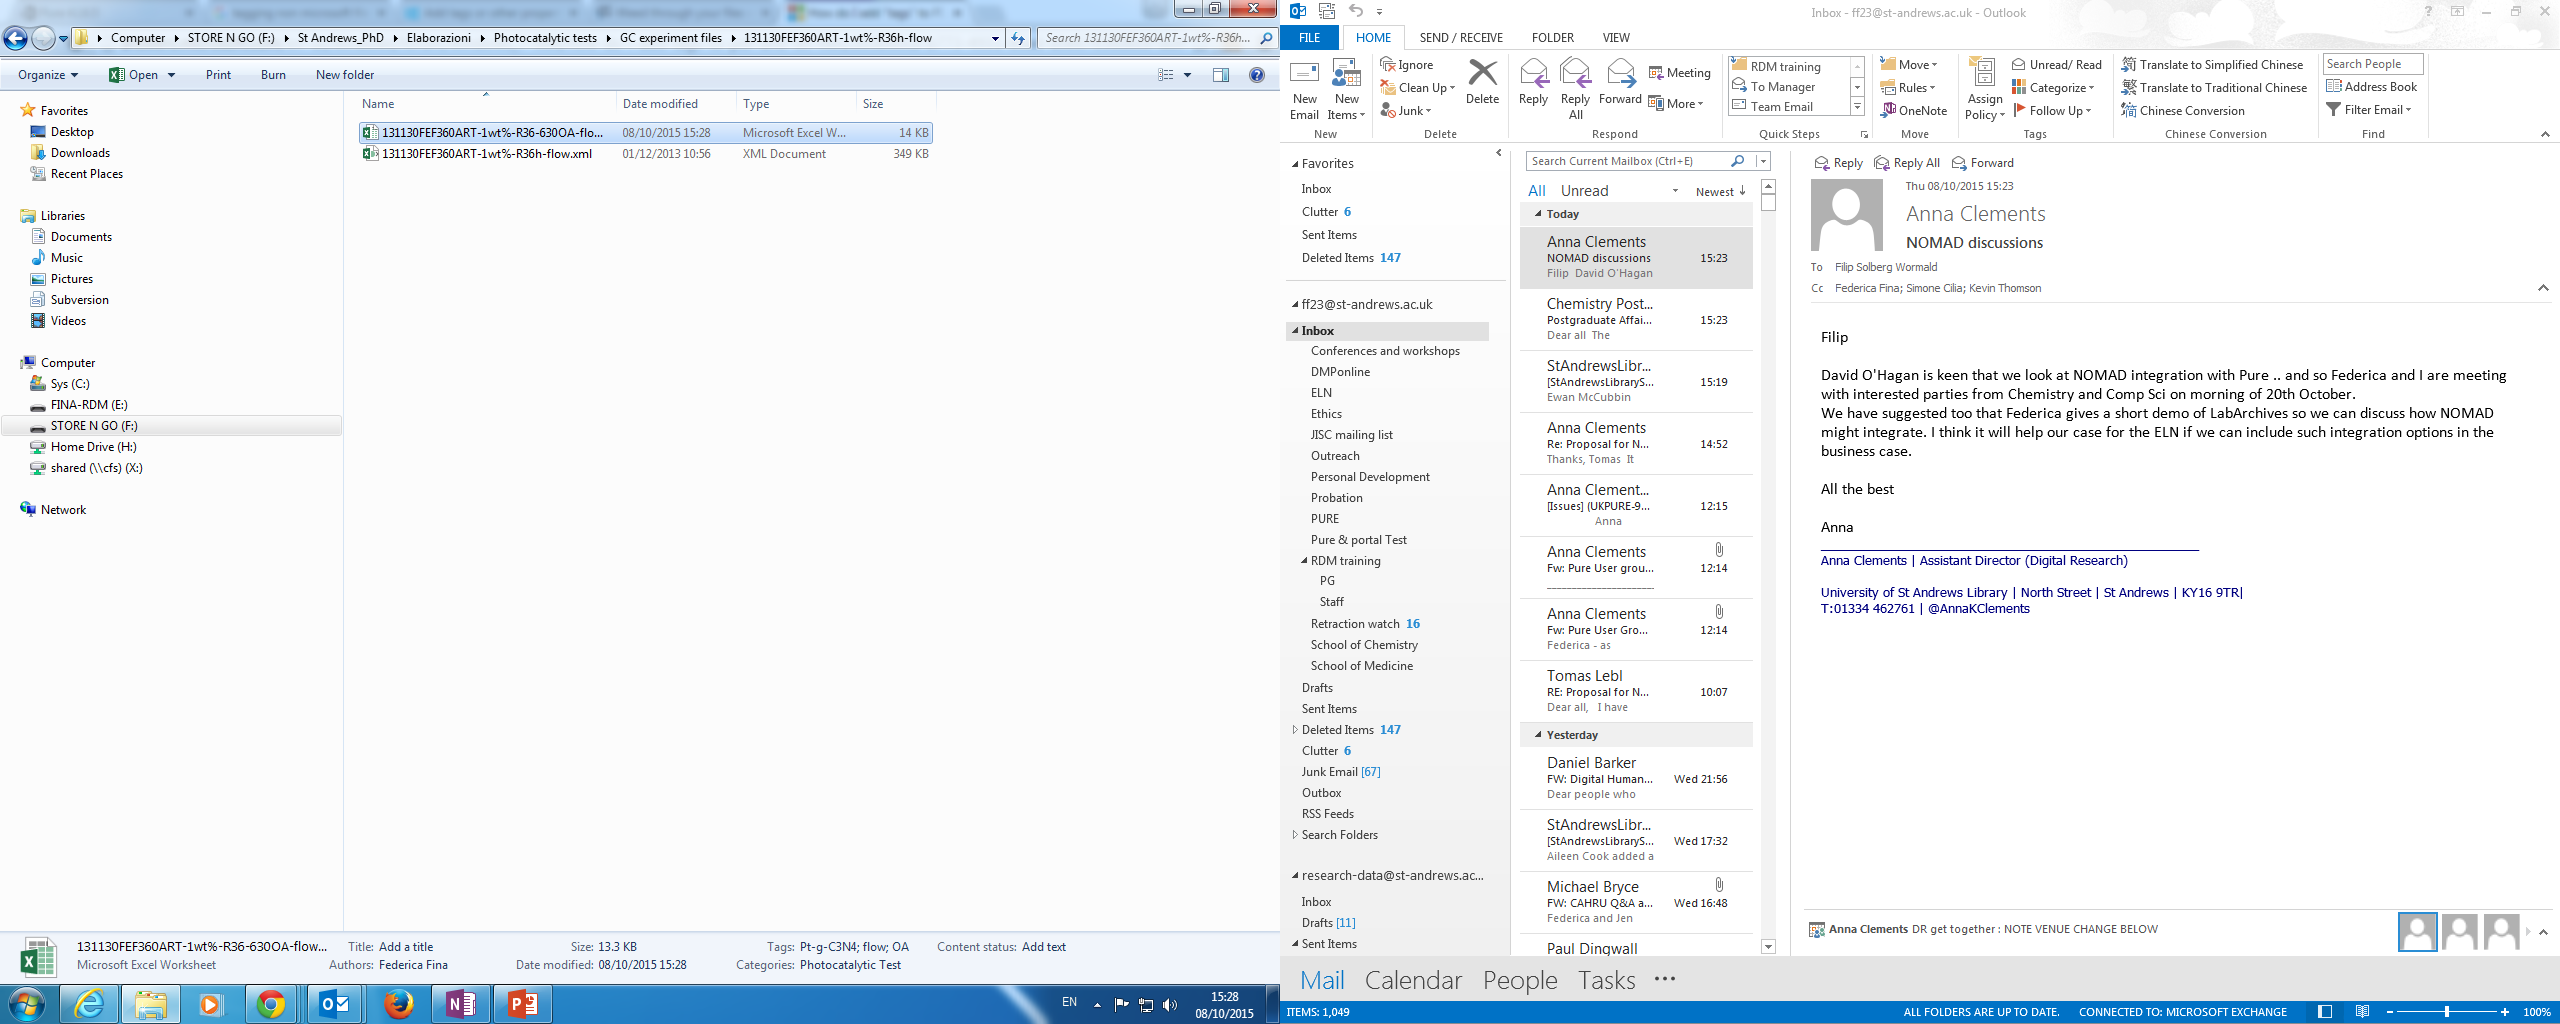 Computer ▸ STORE N GO (F:) ▸ St Andrews_PhD ▸ Elaborazioni ▸ Photocatalytic tests ▸ GC experiment files ▸ 131130FEF360ART-1wt%-R36h-flow
Search 131130FEF360ART-1wt%-R36h...
Organize Open Print Burn New folder
Favorites
Desktop
Downloads
Recent Places
Libraries
Documents
Music
Pictures
Subversion
Videos
Computer
Sys (C:)
FINA-RDM (E:)
STORE N GO (F:)
Home Drive (H:)
shared (\\cfs) (X:)
Network
Name Date modified Type Size
131130FEF360ART-1wt%-R36-630OA-flo... 08/10/2015 15:28 Microsoft Excel W... 14 KB
131130FEF360ART-1wt%-R36h-flow.xml 01/12/2013 10:56 XML Document 349 KB
131130FEF360ART-1wt%-R36-630OA-flow... Title: Add a title Size: 13.3 KB Tags: Pt-g-C3N4; flow; OA Content status: Add text
Microsoft Excel Worksheet Authors: Federica Fina Date modified: 08/10/2015 15:28 Categories: Photocatalytic Test
EN
15:28
08/10/2015
Inbox - ff23@st-andrews.ac.uk - Outlook
FILE HOME SEND / RECEIVE FOLDER VIEW
New Email
New Items
New
Ignore
Clean Up
Junk
Delete
Delete
Reply
Reply All
Forward
Meeting
More
Respond
RDM training
To Manager
Team Email
Quick Steps
Move
Rules
OneNote
Move
Assign Policy
Unread/ Read
Categorize
Follow Up
Tags
Translate to Simplified Chinese
Translate to Traditional Chinese
Chinese Conversion
Chinese Conversion
Search People
Address Book
Filter Email
Find
Favorites
Inbox
Clutter 6
Sent Items
Deleted Items 147
ff23@st-andrews.ac.uk
Inbox
Conferences and workshops
DMPonline
ELN
Ethics
JISC mailing list
Outreach
Personal Development
Probation
PURE
Pure & portal Test
RDM training
PG
Staff
Retraction watch 16
School of Chemistry
School of Medicine
Drafts
Sent Items
Deleted Items 147
Clutter 6
Junk Email [67]
Outbox
RSS Feeds
Search Folders
research-data@st-andrews.ac...
Inbox
Drafts [11]
Sent Items
Search Current Mailbox (Ctrl+E)
All Unread Newest
Today
Anna Clements
NOMAD discussions 15:23
Filip David O'Hagan
Chemistry Post...
Postgraduate Affai... 15:23
Dear all The
StAndrewsLibr...
[StAndrewsLibraryS... 15:19
Ewan McCubbin
Anna Clements
Re: Proposal for N... 14:52
Thanks, Tomas It
Anna Clement...
[Issues] (UKPURE-9... 12:15
Anna
Anna Clements
Fw: Pure User grou... 12:14
Anna Clements
Fw: Pure User Gro... 12:14
Federica - as
Tomas Lebl
RE: Proposal for N... 10:07
Dear all, I have
Yesterday
Daniel Barker
FW: Digital Human... Wed 21:56
Dear people who
StAndrewsLibr...
[StAndrewsLibraryS... Wed 17:32
Aileen Cook added a
Michael Bryce
FW: CAHRU Q&A a... Wed 16:48
Federica and Jen
Paul Dingwall
Reply Reply All Forward
Thu 08/10/2015 15:23
Anna Clements
NOMAD discussions
To Filip Solberg Wormald
Cc Federica Fina; Simone Cilia; Kevin Thomson
Filip
David O'Hagan is keen that we look at NOMAD integration with Pure .. and so Federica and I are meeting
with interested parties from Chemistry and Comp Sci on morning of 20th October.
We have suggested too that Federica gives a short demo of LabArchives so we can discuss how NOMAD
might integrate. I think it will help our case for the ELN if we can include such integration options in the
business case.
All the best
Anna
Anna Clements | Assistant Director (Digital Research)
University of St Andrews Library | North Street | St Andrews | KY16 9TR|
T:01334 462761 | @AnnaKClements
Anna Clements DR get together : NOTE VENUE CHANGE BELOW
Mail Calendar People Tasks ...
ITEMS: 1,049
ALL FOLDERS ARE UP TO DATE. CONNECTED TO: MICROSOFT EXCHANGE 100%